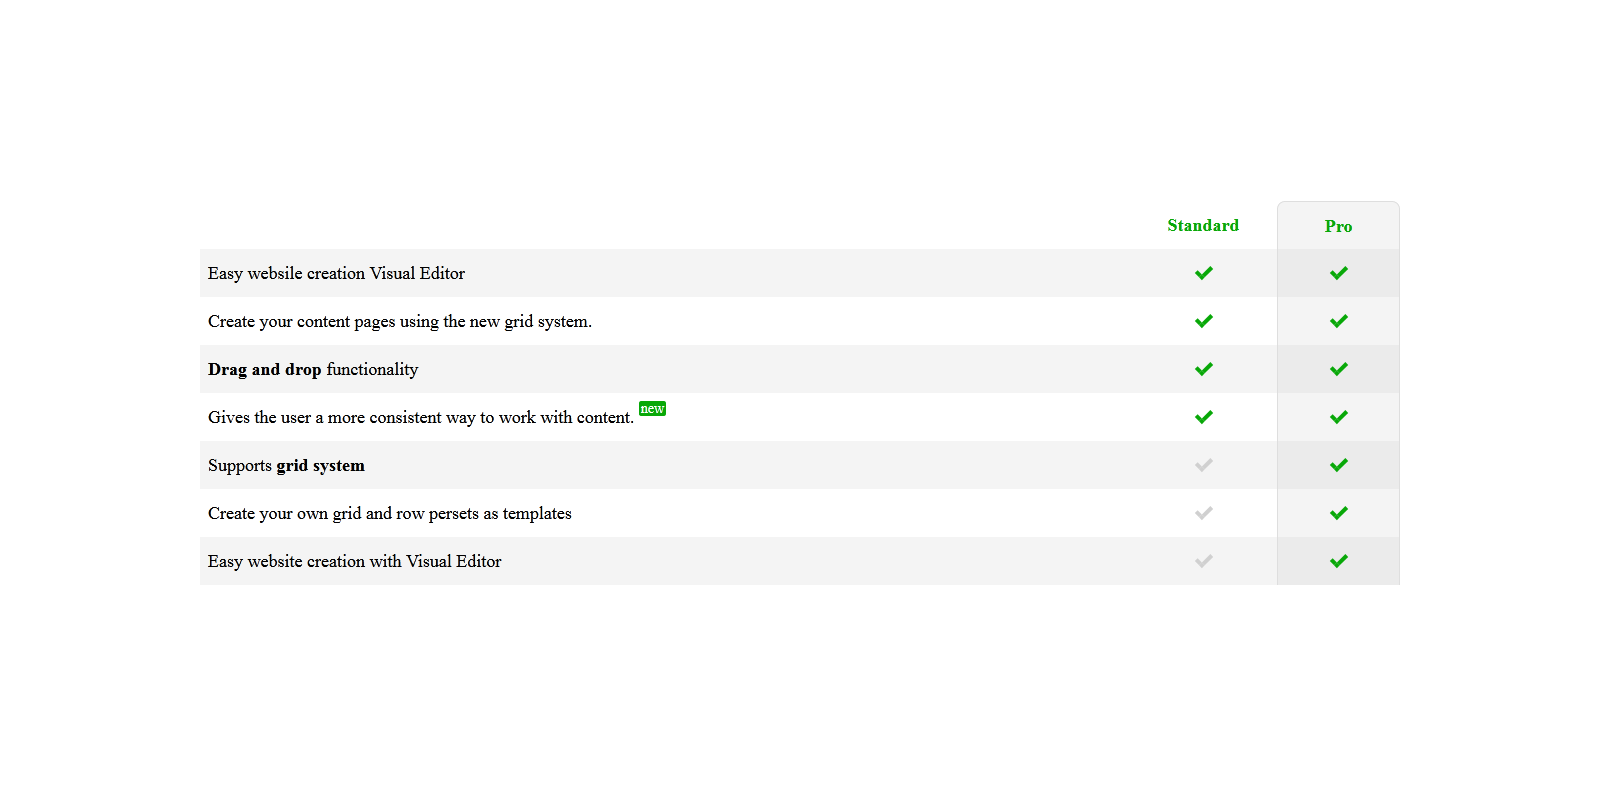 Standard Pro
Easy websile creation Visual Editor
Create your content pages using the new grid system.
Drag and drop functionality
Gives the user a more consistent way to work with content. new
Supports grid system
Create your own grid and row persets as templates
Easy website creation with Visual Editor